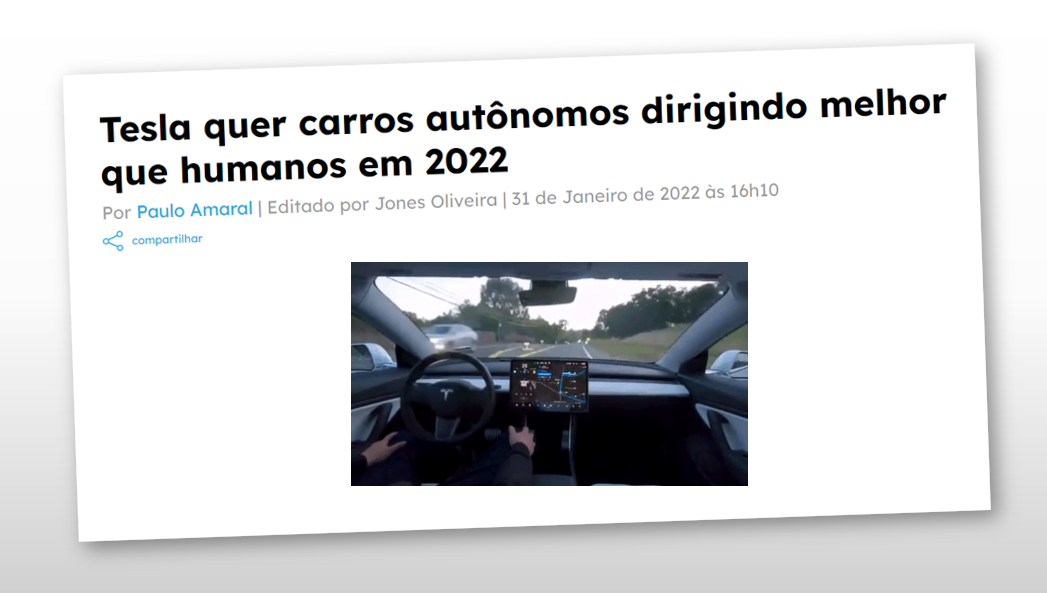 Tesla quer carros autônomos dirigindo melhor
que humanos em 2022
Por Paulo Amaral | Editado por Jones Oliveira | 31 de Janeiro de 2022 às 16h10
compartilhar